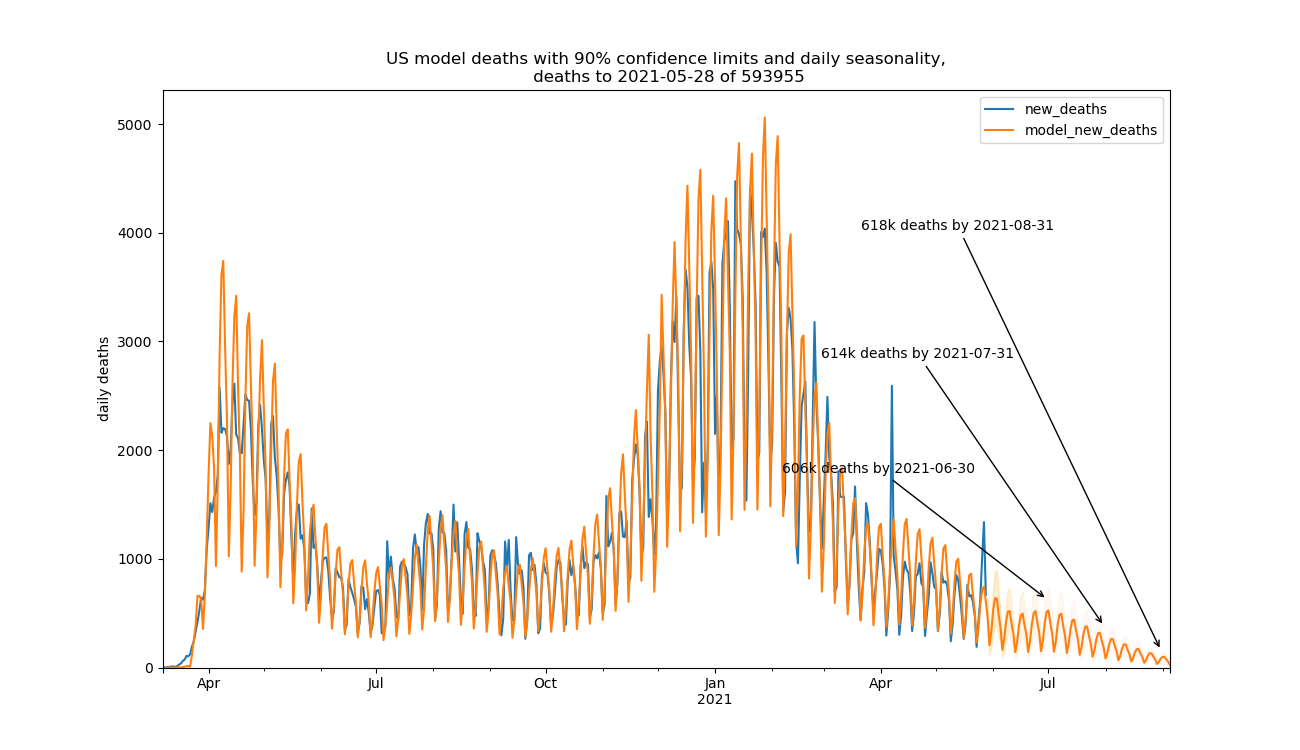 US model deaths with 90% confidence limits and daily seasonality,
deaths to 2021-05-28 of 593955
new_deaths
model_new_deaths
daily deaths
5000
4000
3000
2000
1000
0
618k deaths by 2021-08-31
614k deaths by 2021-07-31
606k deaths by 2021-06-30
Apr
Jul
Oct
Jan
2021
Apr
Jul